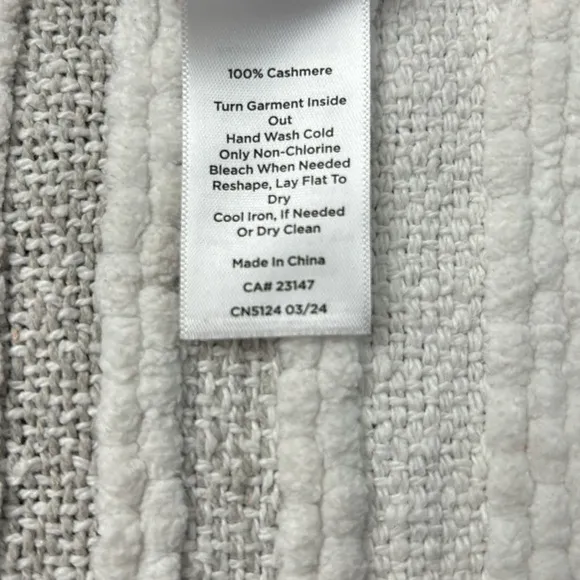 100% Cashmere
Turn Garment Inside
Out
Hand Wash Cold
Only Non-Chlorine
Bleach When Needed
Reshape, Lay Flat To
Dry
Cool Iron, If Needed
Or Dry Clean
Made In China
CA# 23147
CN5124 03/24